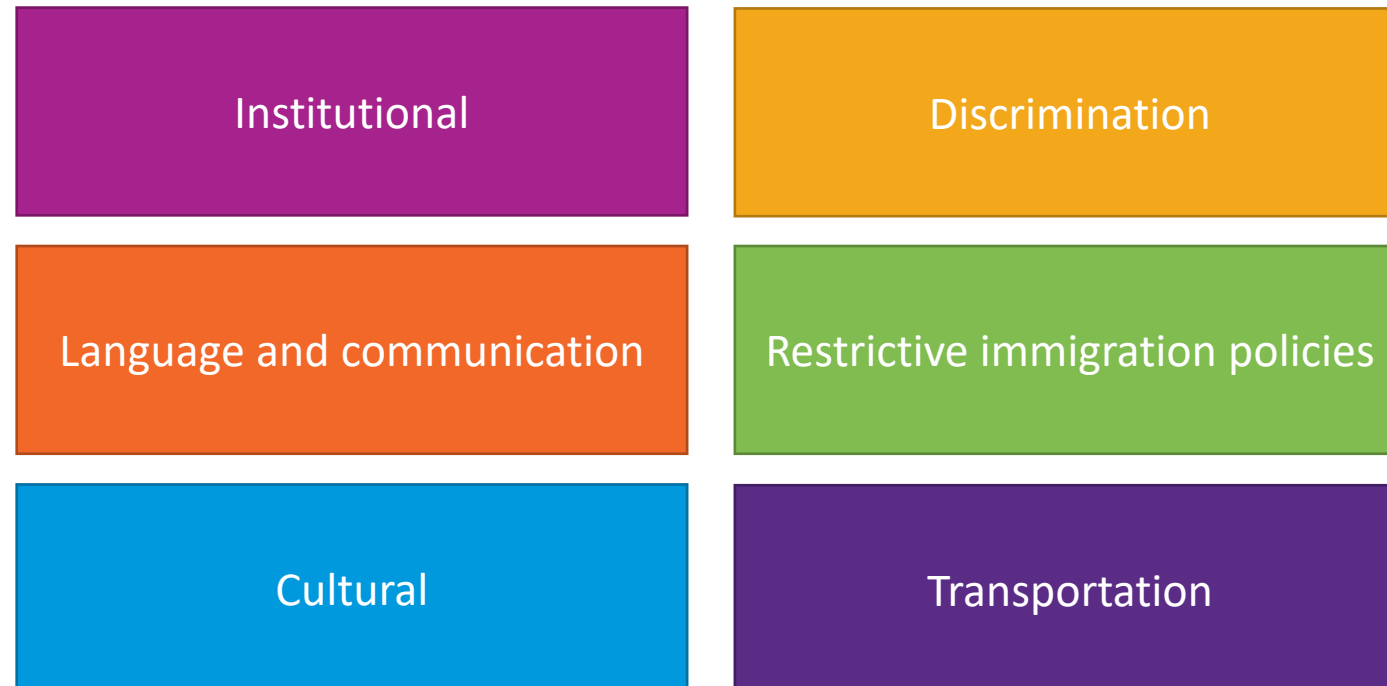 Institutional
Discrimination
Language and communication
Restrictive immigration policies
Cultural
Transportation